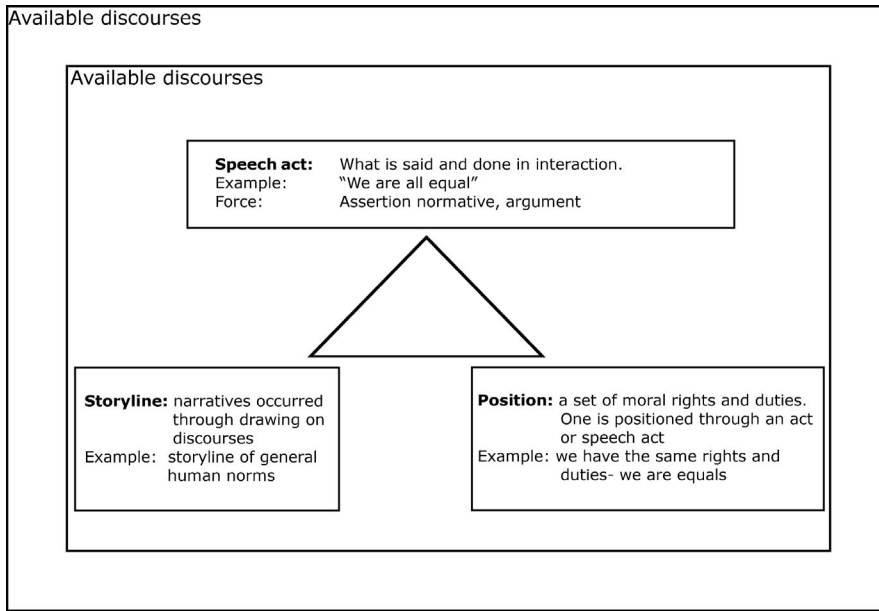 Available discourses
Available discourses
Speech act: What is said and done in interaction.
Example: “We are all equal”
Force: Assertion normative, argument
Storyline: narratives occurred
through drawing on
discourses
Example: storyline of general
human norms
Position: a set of moral rights and duties.
One is positioned through an act
or speech act
Example: we have the same rights and
duties- we are equals